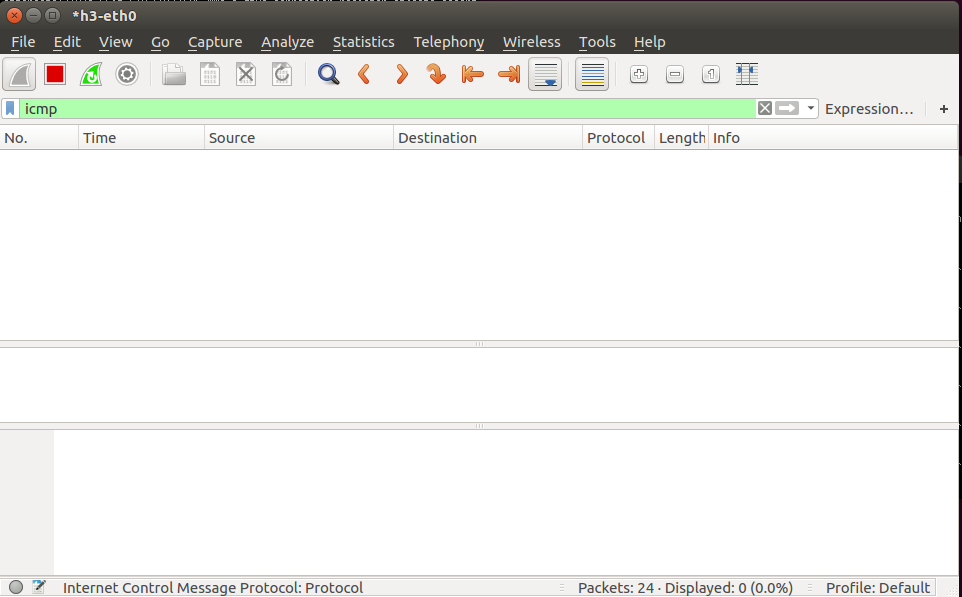 *h3-eth0
File Edit View Go Capture Analyze Statistics Telephony Wireless Tools Help
icmp Expression… +
No. Time Source Destination Protocol Length Info
Internet Control Message Protocol: Protocol Packets: 24 · Displayed: 0 (0.0%) Profile: Default